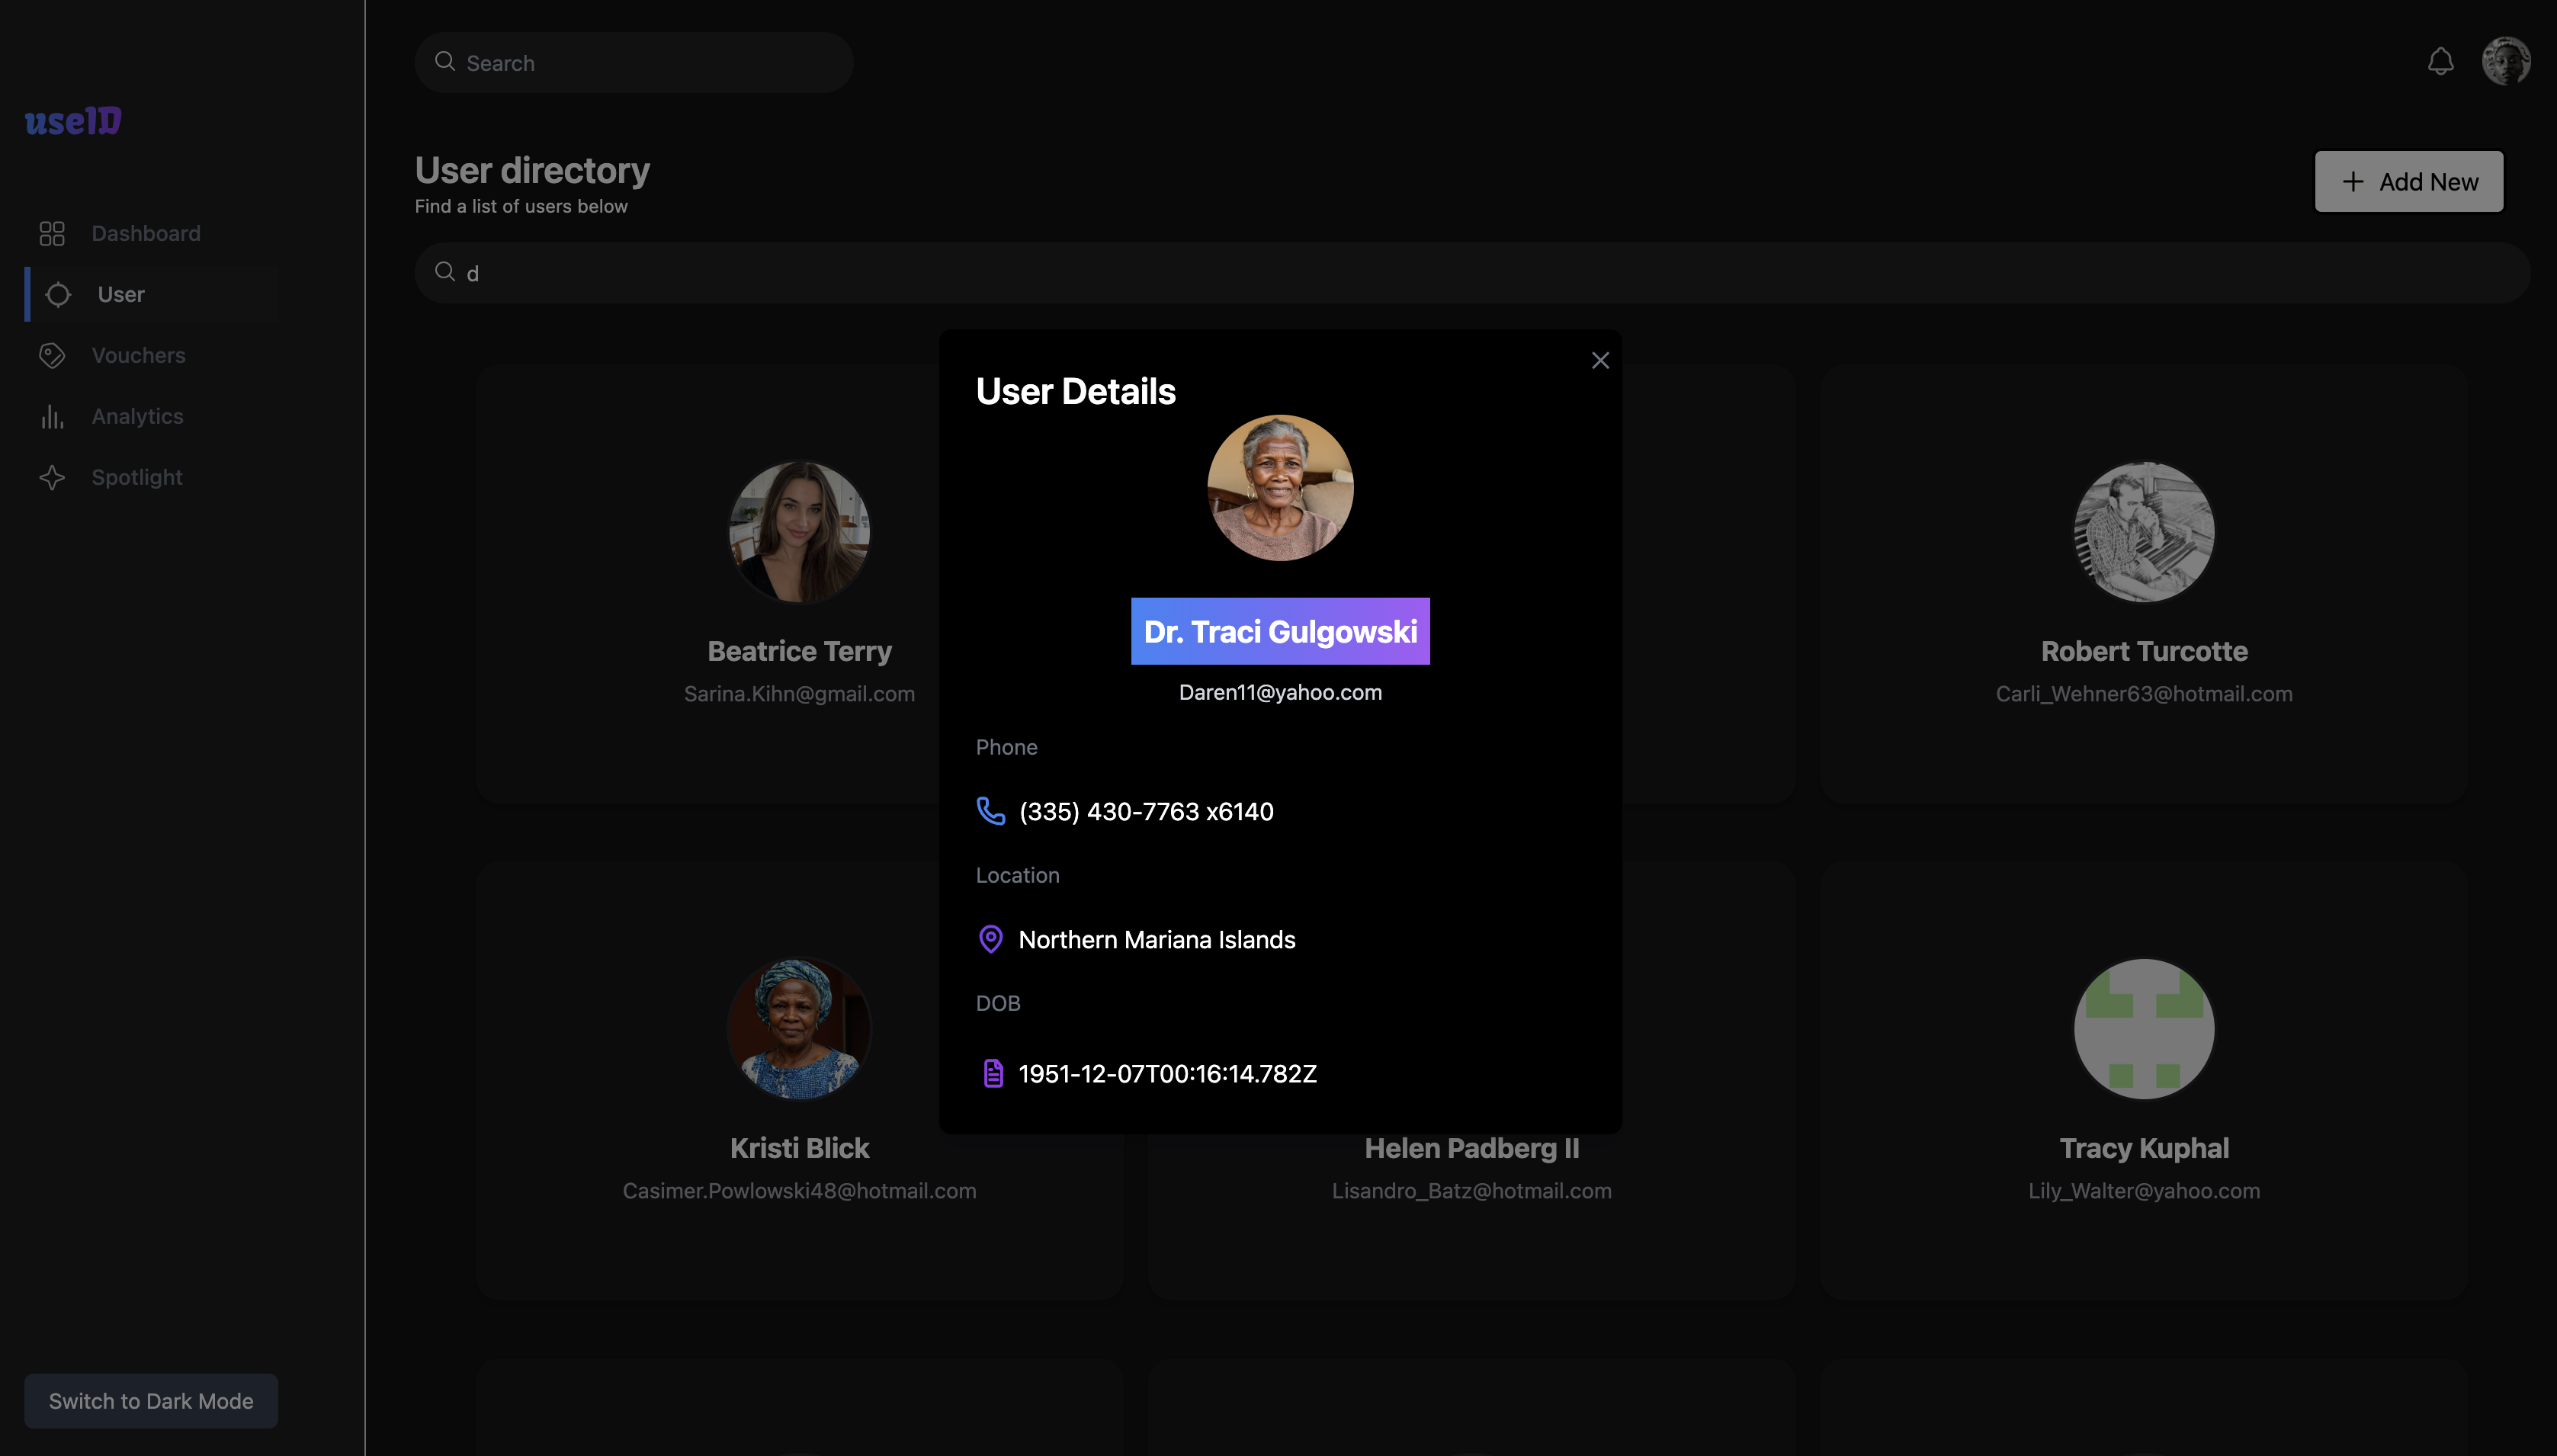 useID
Dashboard
User
Vouchers
Analytics
Spotlight
Switch to Dark Mode
Search
User directory
Find a list of users below
Add New
d
Beatrice Terry
Sarina.Kihn@gmail.com
Robert Turcotte
Carli_Wehner63@hotmail.com
Kristi Blick
Casimer.Powlowski48@hotmail.com
Helen Padberg II
Lisandro_Batz@hotmail.com
Tracy Kuphal
Lily_Walter@yahoo.com
User Details
Dr. Traci Gulgowski
Daren11@yahoo.com
Phone
(335) 430-7763 x6140
Location
Northern Mariana Islands
DOB
1951-12-07T00:16:14.782Z